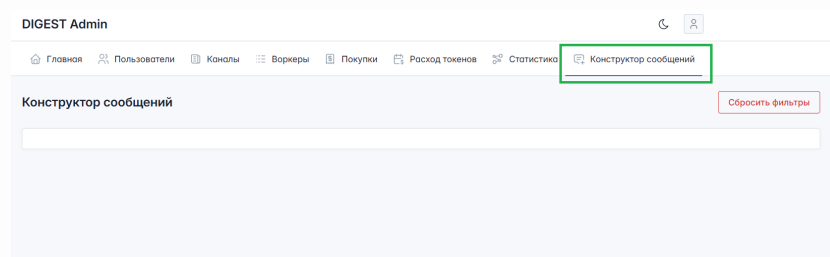 DIGEST Admin
Главная Пользователи Каналы Воркеры Покупки Расход токенов Статистика Конструктор сообщений
Конструктор сообщений Сбросить фильтры